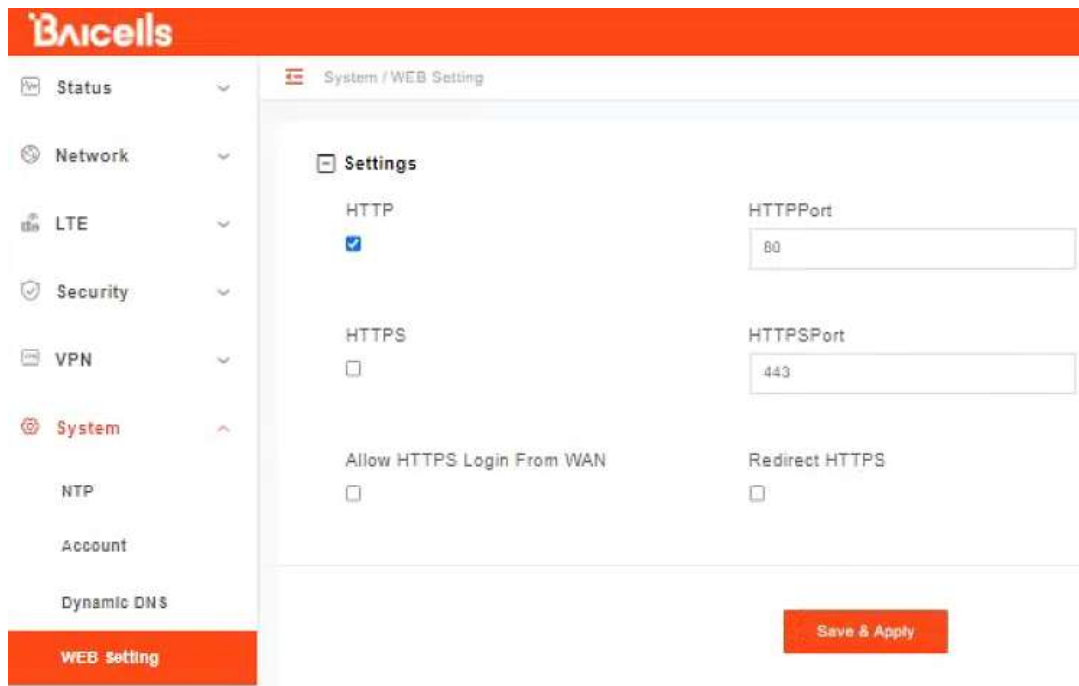 Baicells
System / WEB Setting
Status
Network
LTE
Security
VPN
System
NTP
Account
Dynamic DNS
WEB Setting
Settings
HTTP
HTTPPort
80
HTTPS
HTTPSPort
443
Allow HTTPS Login From WAN
Redirect HTTPS
Save & Apply